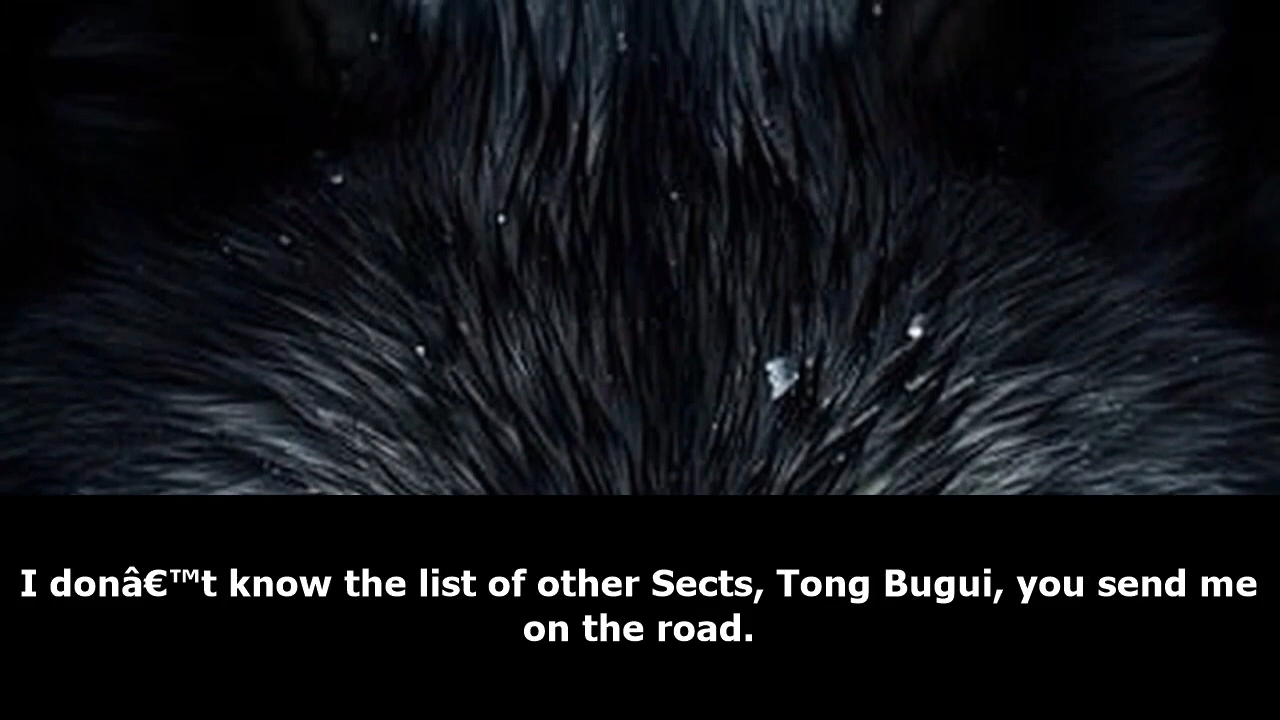 I donâ€™t know the list of other Sects, Tong Bugui, you send me
on the road.